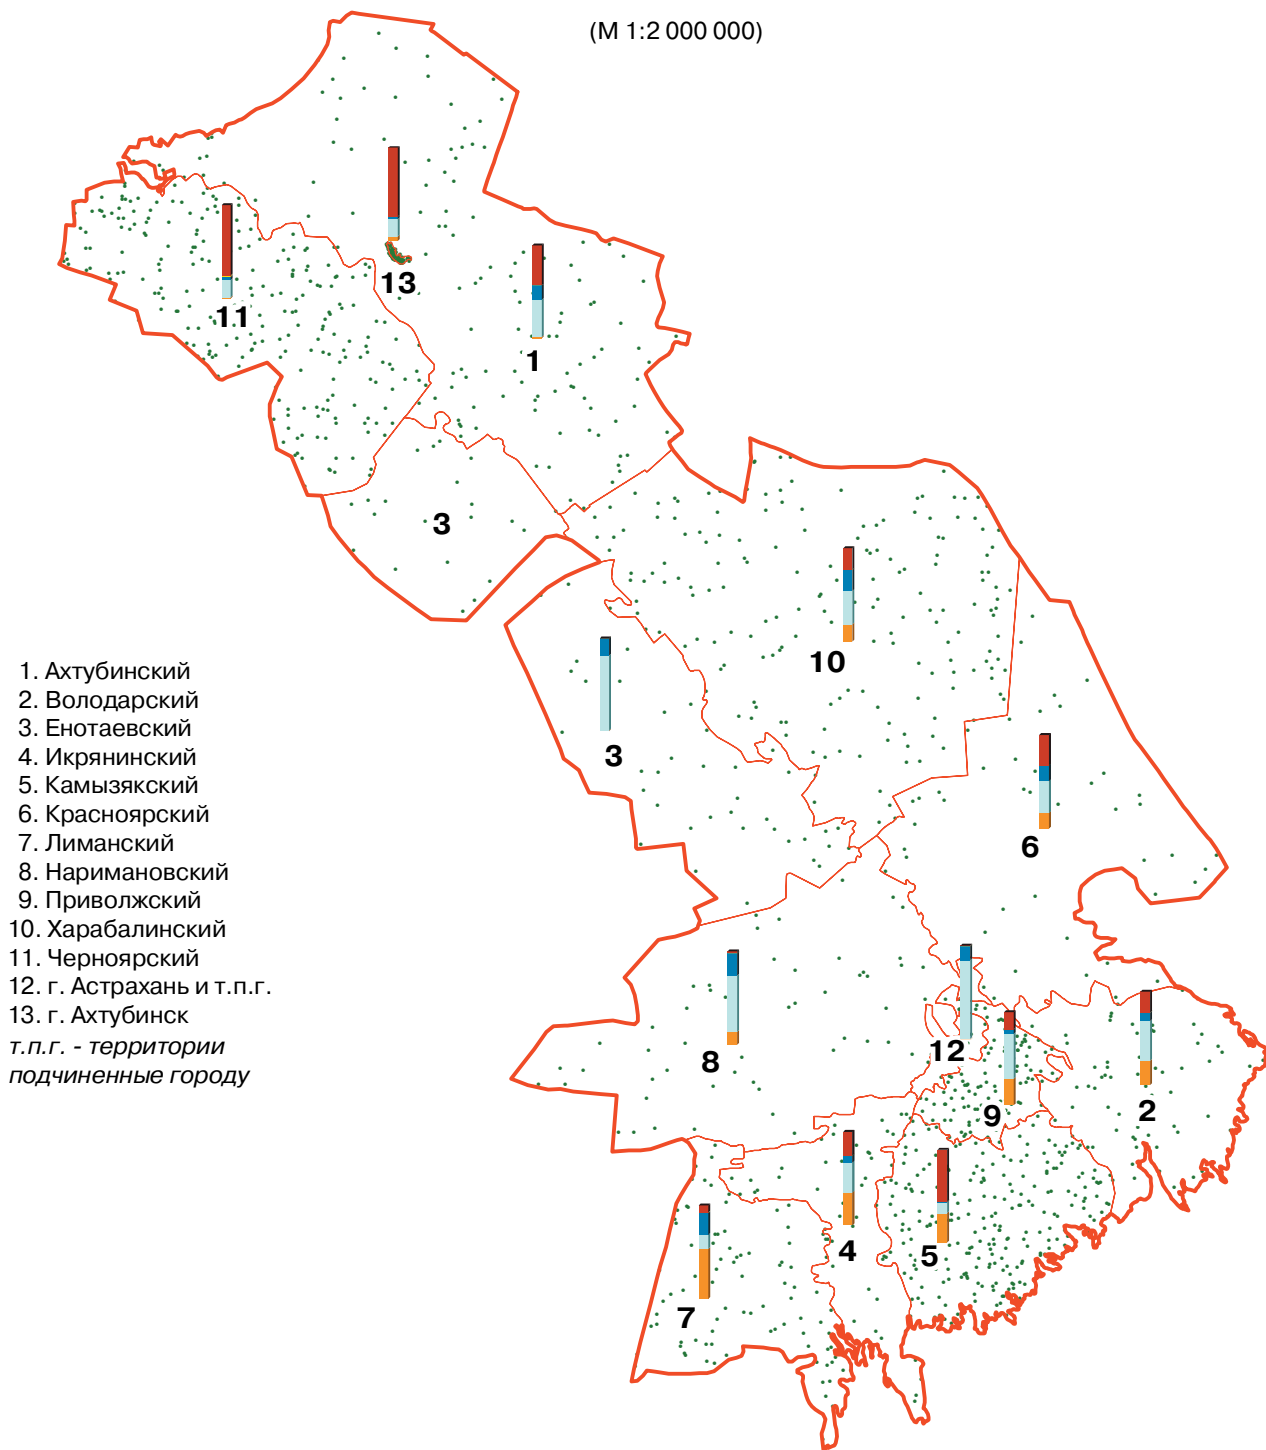 (М 1:2 000 000)
13
11
1
3
10
3
6
12
8
9
2
4
5
7
1. Ахтубинский
2. Володарский
3. Енотаевский
4. Икрянинский
5. Камызякский
6. Красноярский
7. Лиманский
8. Наримановский
9. Приволжский
10. Харабалинский
11. Черноярский
12. г. Астрахань и т.п.г.
13. г. Ахтубинск
т.п.г. - территории
подчиненные городу